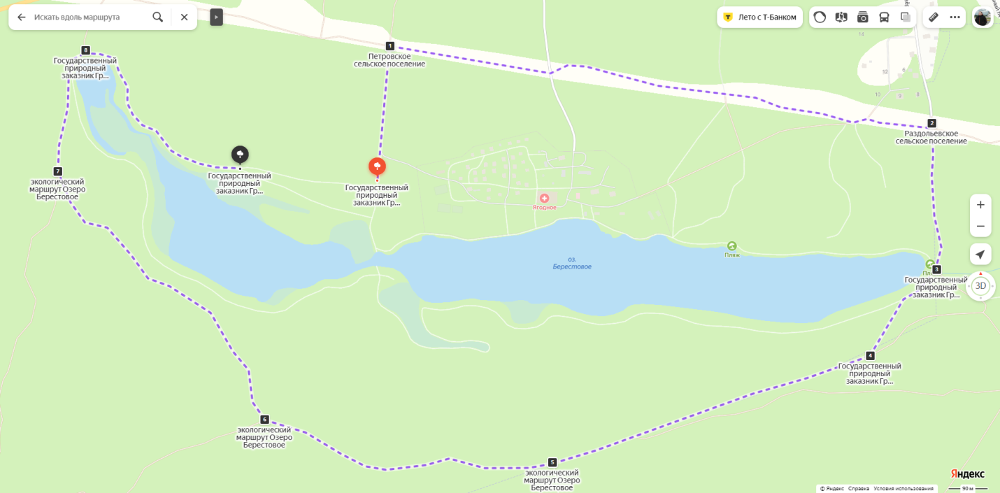 Искать вдоль маршрута
Лето с Т-Банком
14
12
6
10
9
8
8
Государственный
природный
заказник Гр...
1
Петровское
сельское поселение
2
Раздольевское
сельское поселение
7
экологический
маршрут Озеро
Берестовое
Государственный
природный
заказник Гр...
Государственный
природный
заказник Гр...
Ягодное
оз.
Берестовое
Пляж
3
Государственный
природный
заказник Гр...
3D
4
Государственный
природный
заказник Гр...
6
экологический
маршрут Озеро
Берестовое
5
экологический
маршрут Озеро
Берестовое
Яндекс
© Яндекс Справка Условия использования
90 м